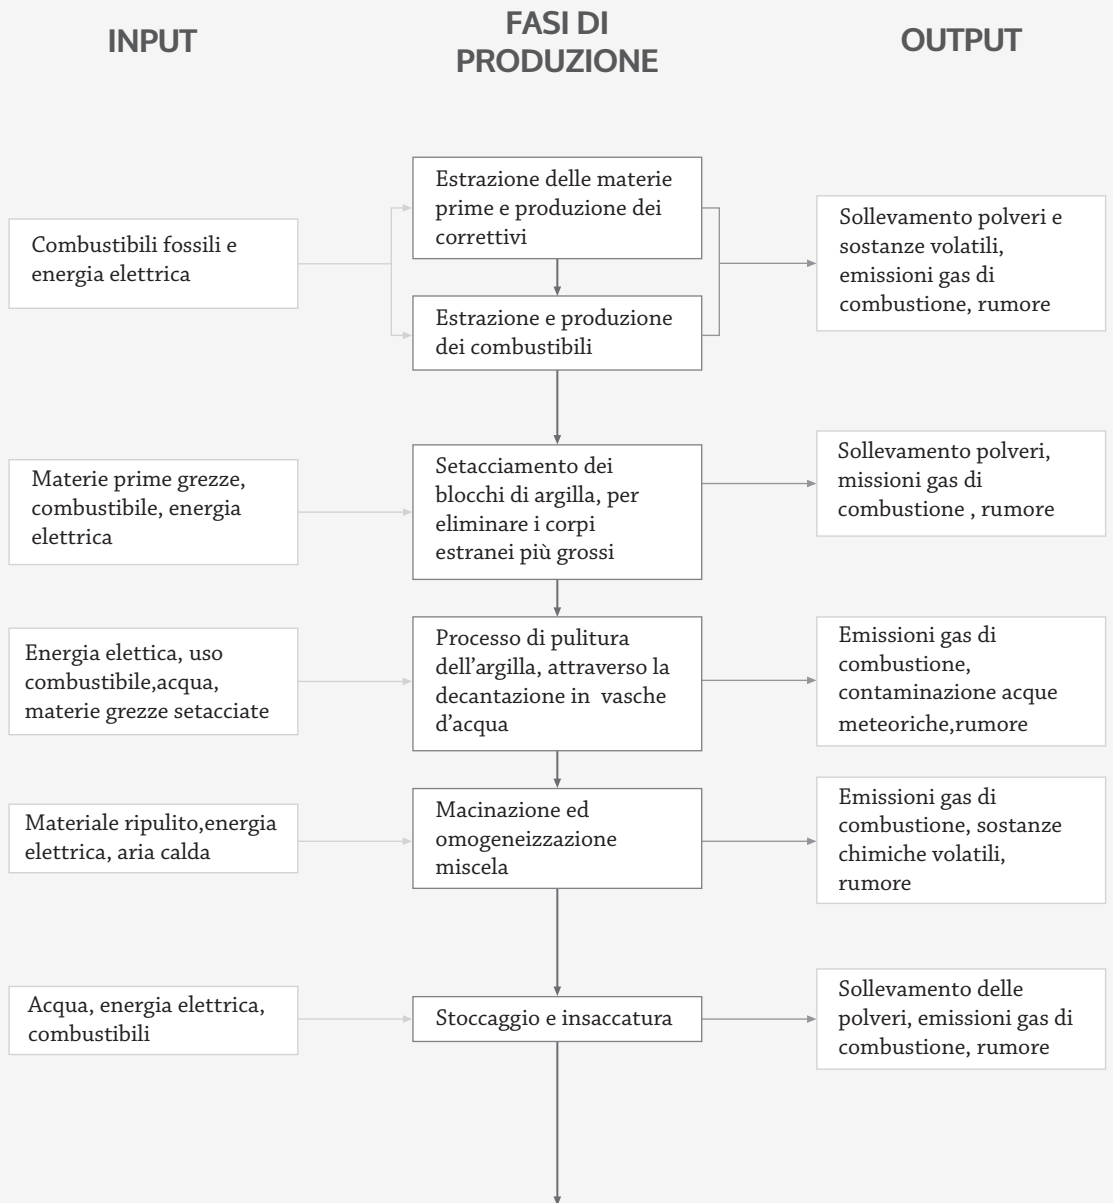 INPUT
FASI DI
PRODUZIONE
OUTPUT
Combustibili fossili e
energia elettrica
Estrazione delle materie
prime e produzione dei
correttivi
Estrazione e produzione
dei combustibili
Sollevamento polveri e
sostanze volatili,
emissioni gas di
combustione, rumore
Materie prime grezze,
combustibile, energia
elettrica
Setacciamento dei
blocchi di argilla, per
eliminare i corpi
estranei più grossi
Sollevamento polveri,
missioni gas di
combustione , rumore
Energia elettica, uso
combustibile,acqua,
materie grezze setacciate
Processo di pulitura
dell'argilla, attraverso la
decantazione in vasche
d'acqua
Emissioni gas di
combustione,
contaminazione acque
meteoriche,rumore
Materiale ripulito,energia
elettrica, aria calda
Macinazione ed
omogeneizzazione
miscela
Emissioni gas di
combustione, sostanze
chimiche volatili,
rumore
Acqua, energia elettrica,
combustibili
Stoccaggio e insaccatura
Sollevamento delle
polveri, emissioni gas di
combustione, rumore